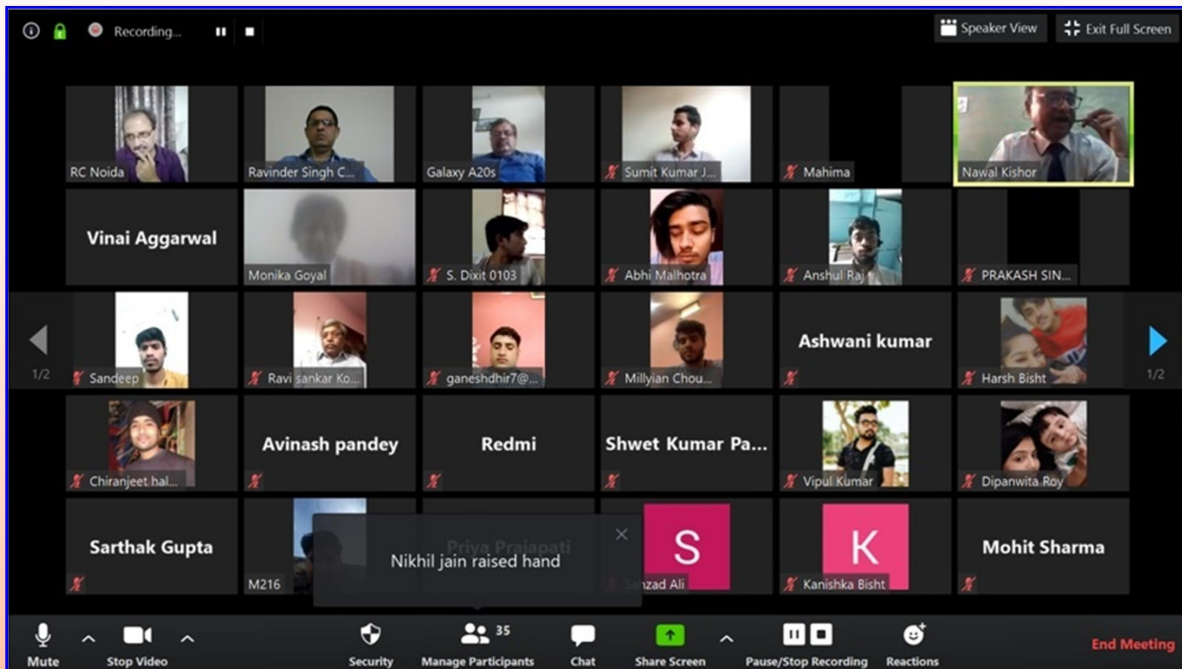 Recording...
Speaker View
Exit Full Screen
RC Noida
Ravinder Singh C...
Galaxy A20s
Sumit Kumar J...
Mahima
Nawal Kishor
Vinai Aggarwal
Monika Goyal
S. Dixit 0103
Abhi Malhotra
Anshul Raj
PRAKASH SIN...
1/2
Sandeep
Ravi sankar Ko...
ganeshdhir7@...
Millyian Chou...
Ashwani kumar
Harsh Bisht
1/2
Chiranjeet hal...
Avinash pandey
Redmi
Shwet Kumar Pa...
Vipul Kumar
Dipanwita Roy
Sarthak Gupta
M216
Priya Prajapati
Nikhil jain raised hand
S
K
Kanishka Bisht
Mohit Sharma
Mute
Stop Video
Security
Manage Participants
35
Chat
Share Screen
Pause/Stop Recording
Reactions
End Meeting